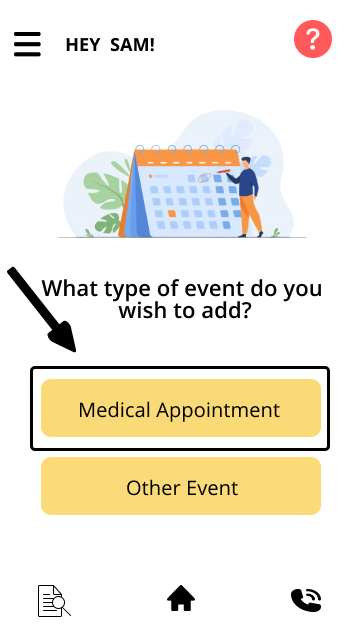 HEY SAM!
?
What type of event do you
wish to add?
Medical Appointment
Other Event